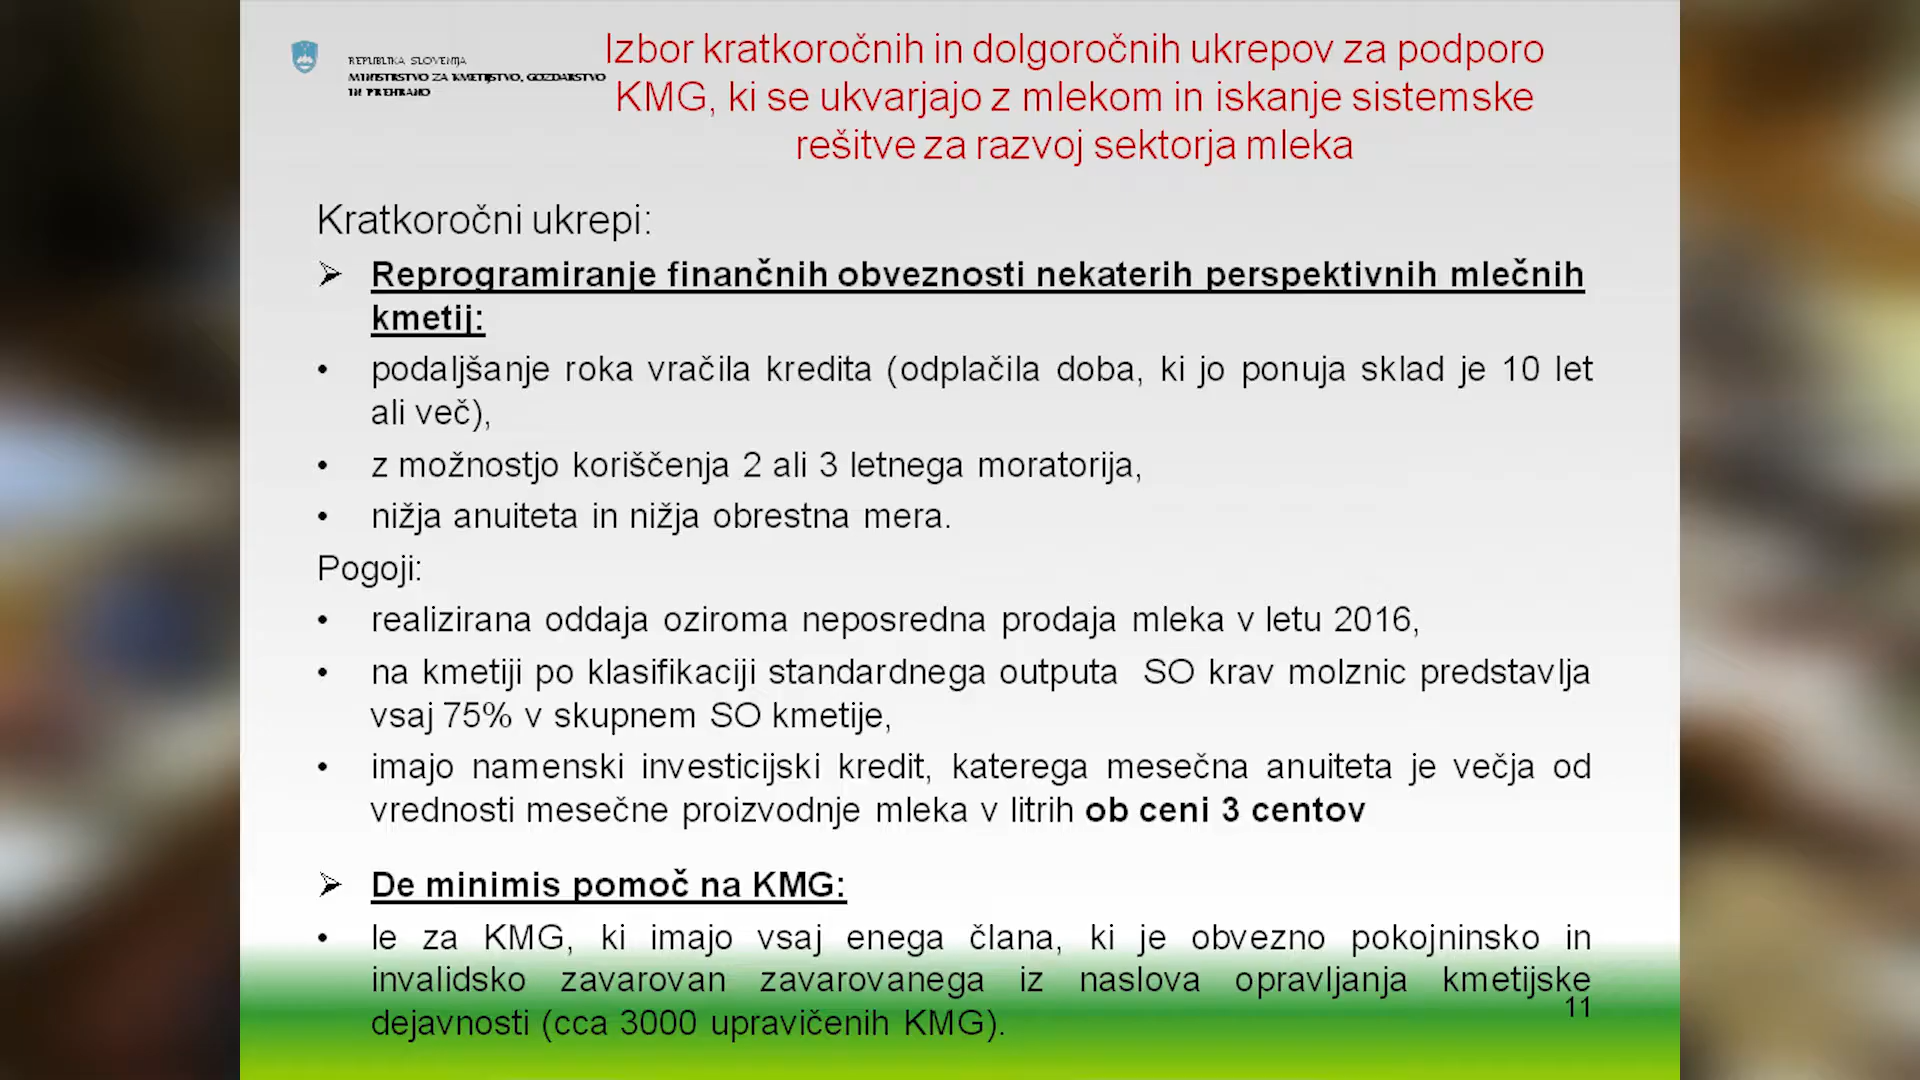 REPUBLIKA SLOVENIJA
MINISTRSTVO ZA KMETIJSTVO, GOZDARSTVO
IN PREHRANO
Izbor kratkoročnih in dolgoročnih ukrepov za podporo
KMG, ki se ukvarjajo z mlekom in iskanje sistemske
rešitve za razvoj sektorja mleka
Kratkoročni ukrepi:
➢ Reprogramiranje finančnih obveznosti nekaterih perspektivnih mlečnih
kmetij:
• podaljšanje roka vračila kredita (odplačila doba, ki jo ponuja sklad je 10 let
ali več),
• z možnostjo koriščenja 2 ali 3 letnega moratorija,
• nižja anuiteta in nižja obrestna mera.
Pogoji:
• realizirana oddaja oziroma neposredna prodaja mleka v letu 2016,
• na kmetiji po klasifikaciji standardnega outputa SO krav molznic predstavlja
vsaj 75% v skupnem SO kmetije,
• imajo namenski investicijski kredit, katerega mesečna anuiteta je večja od
vrednosti mesečne proizvodnje mleka v litrih ob ceni 3 centov
➢ De minimis pomoč na KMG:
• le za KMG, ki imajo vsaj enega člana, ki je obvezno pokojninsko in
invalidsko zavarovan zavarovanega iz naslova opravljanja kmetijske
dejavnosti (cca 3000 upravičenih KMG).
11